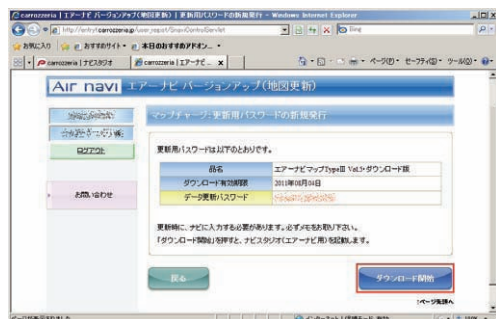 carrozzeria | エアーナビ バージョンアップ(地図更新) | 更新用パスワードの新規発行 - Windows Internet Explorer
お気に入り おすすめサイト 本日のおすすめアドオン...
carrozzeria | ナビスタジオ carrozzeria | エアーナビ ... ページ(P) セーフティ(S) ツール(O)
Air navi エアーナビ バージョンアップ(地図更新)
マップチャージ:更新用パスワードの新規発行
ログアウト
お問い合わせ
更新用パスワードは以下のとおりです。
品名 エアーナビマップTypeⅢ Vol.3・ダウンロード版
ダウンロード有効期限
データ更新パスワード
更新時に、ナビに入力する必要があります。必ずメモをお取り下さい。
「ダウンロード開始」を押すと、ナビスタジオ(エアーナビ用)を起動します。
戻る ダウンロード開始
↑ページ先頭へ
ページが表示されました